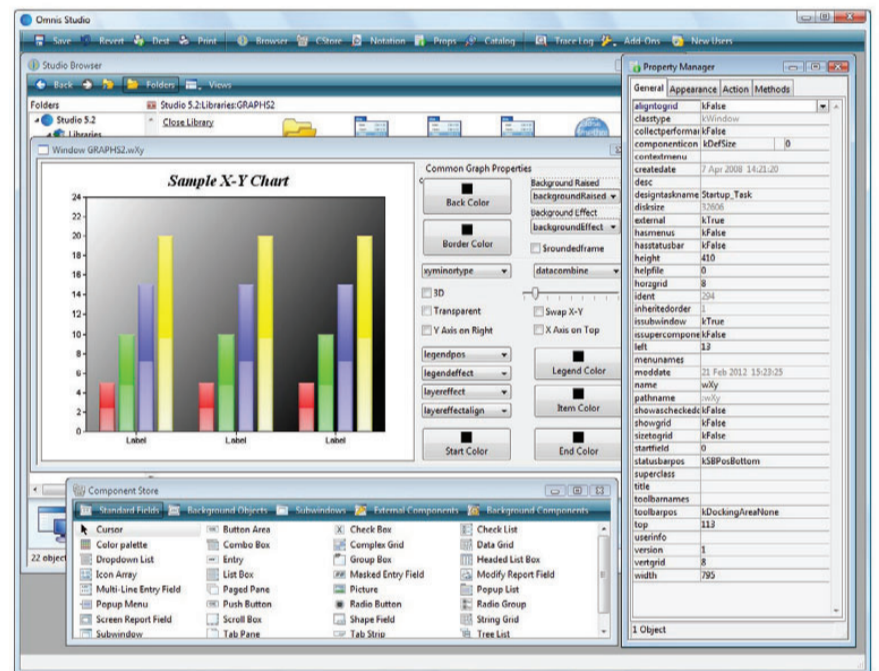 Omnis Studio
Save Revert Dest Print Browser CStore Notation Props Catalog Trace Log Add-Ons New Users
Studio Browser
Back Folders Views
Folders
Studio 5.2:Libraries:GRAPHS2
Studio 5.2
Libraries
Close Library
Window GRAPHS2.wXy
Sample X-Y Chart
24
22
20
18
16
14
12
10
8
6
4
2
0
Label Label Label
Common Graph Properties
Back Color
Background Raised
backgroundRaised
Background Effect
backgroundEffect
Border Color
$roundedframe
xyminortype
datacombine
3D
Transparent
Swap X-Y
Y Axis on Right
X Axis on Top
legendpos
legendeffect
Legend Color
layereffect
layereffectalign
Item Color
Start Color
End Color
Component Store
Standard Fields Background Objects Subwindows External Components Background Components
Cursor Button Area Check Box Check List
Color palette Combo Box Complex Grid Data Grid
Dropdown List Entry Group Box Headed List Box
Icon Array List Box Masked Entry Field Modify Report Field
Multi-Line Entry Field Paged Pane Picture Popup List
Popup Menu Push Button Radio Button Radio Group
Screen Report Field Scroll Box Shape Field String Grid
Subwindow Tab Pane Tab Strip Tree List
22 object
Property Manager
General Appearance Action Methods
aligntogrid kFalse
classtype kWindow
collectperforma kFalse
componenticon kDefSize 0
contextmenu
createdate 7 Apr 2008 14:21:20
desc
designtaskname Startup_Task
disksize 32606
external kTrue
hasmenus kFalse
hasstatusbar kFalse
height 410
helpfile 0
horzgrid 8
ident 294
inheritedorder 1
issubwindow kTrue
issupercompone kFalse
left 13
menunames
moddate 21 Feb 2012 15:23:25
name wXy
pathname :wXy
showascheckedo kFalse
showgrid kFalse
sizetogrid kFalse
startfield 0
statusbarpos kSBPosBottom
superclass
title
toolbarnames
toolbarpos kDockingAreaNone
top 113
userinfo
version 1
vertgrid 8
width 795
1 Object